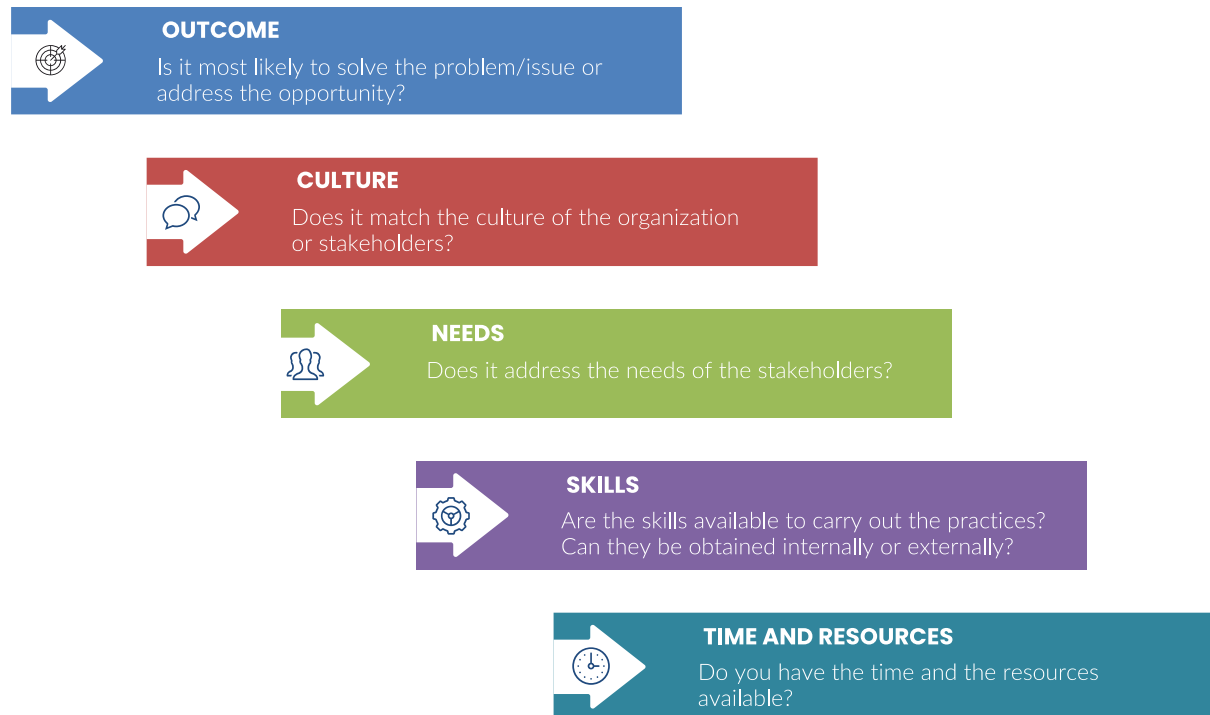 OUTCOME
Is it most likely to solve the problem/issue or
address the opportunity?
CULTURE
Does it match the culture of the organization
or stakeholders?
NEEDS
Does it address the needs of the stakeholders?
SKILLS
Are the skills available to carry out the practices?
Can they be obtained internally or externally?
TIME AND RESOURCES
Do you have the time and the resources
available?